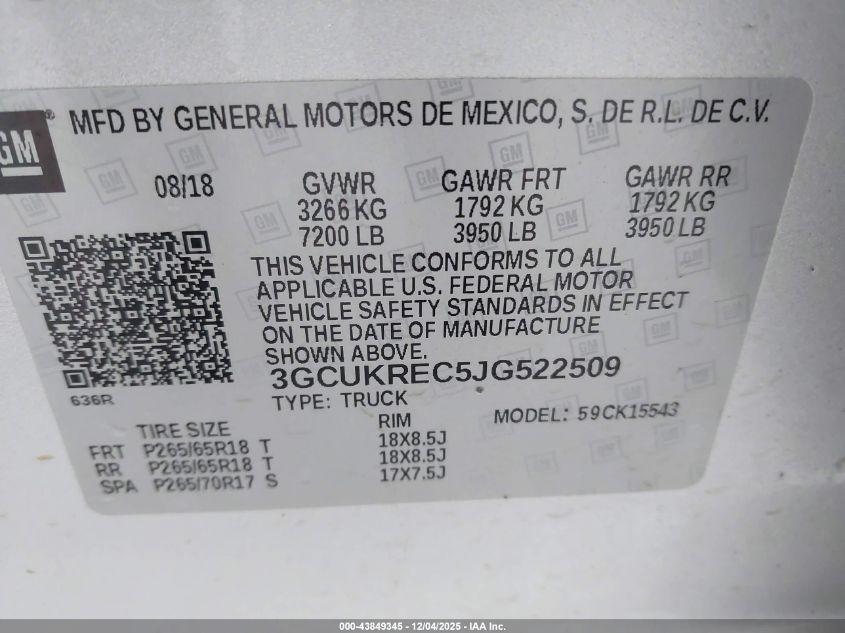 GM®
MFD BY GENERAL MOTORS DE MEXICO, S. DE R.L. DE C.V.
08/18 GVWR GAWR FRT GAWR RR
3266 KG 1792 KG 1792 KG
7200 LB 3950 LB 3950 LB
THIS VEHICLE CONFORMS TO ALL
APPLICABLE U.S. FEDERAL MOTOR
VEHICLE SAFETY STANDARDS IN EFFECT
ON THE DATE OF MANUFACTURE
SHOWN ABOVE.
3GCUKREC5JG522509
636R
TYPE: TRUCK MODEL: 59CK15543
TIRE SIZE RIM
FRT P265/65R18 T 18X8.5J
RR P265/65R18 T 18X8.5J
SPA P265/70R17 S 17X7.5J
000-43849345 - 12/04/2025 - IAA Inc.